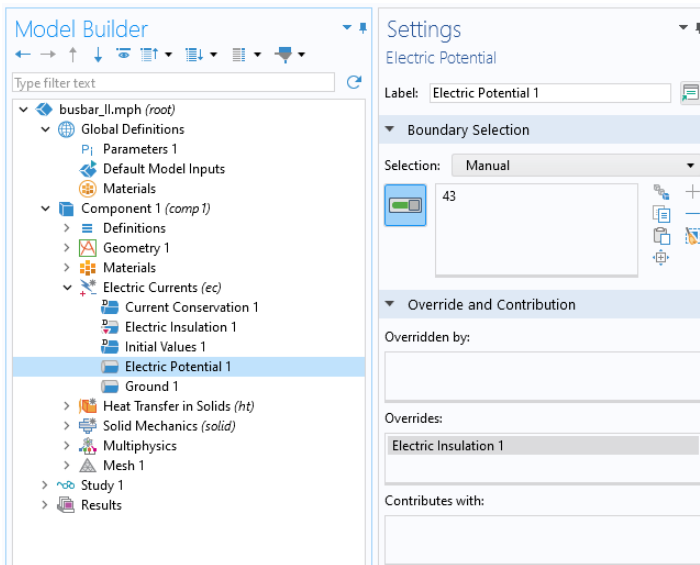 Model Builder
Type filter text
busbar_ll.mph (root)
Global Definitions
Pi Parameters 1
Default Model Inputs
Materials
Component 1 (comp1)
Definitions
Geometry 1
Materials
Electric Currents (ec)
D Current Conservation 1
D Electric Insulation 1
D Initial Values 1
Electric Potential 1
Ground 1
Heat Transfer in Solids (ht)
Solid Mechanics (solid)
Multiphysics
Mesh 1
Study 1
Results
Settings
Electric Potential
Label: Electric Potential 1
Boundary Selection
Selection: Manual
43
Override and Contribution
Overridden by:
Overrides:
Electric Insulation 1
Contributes with: